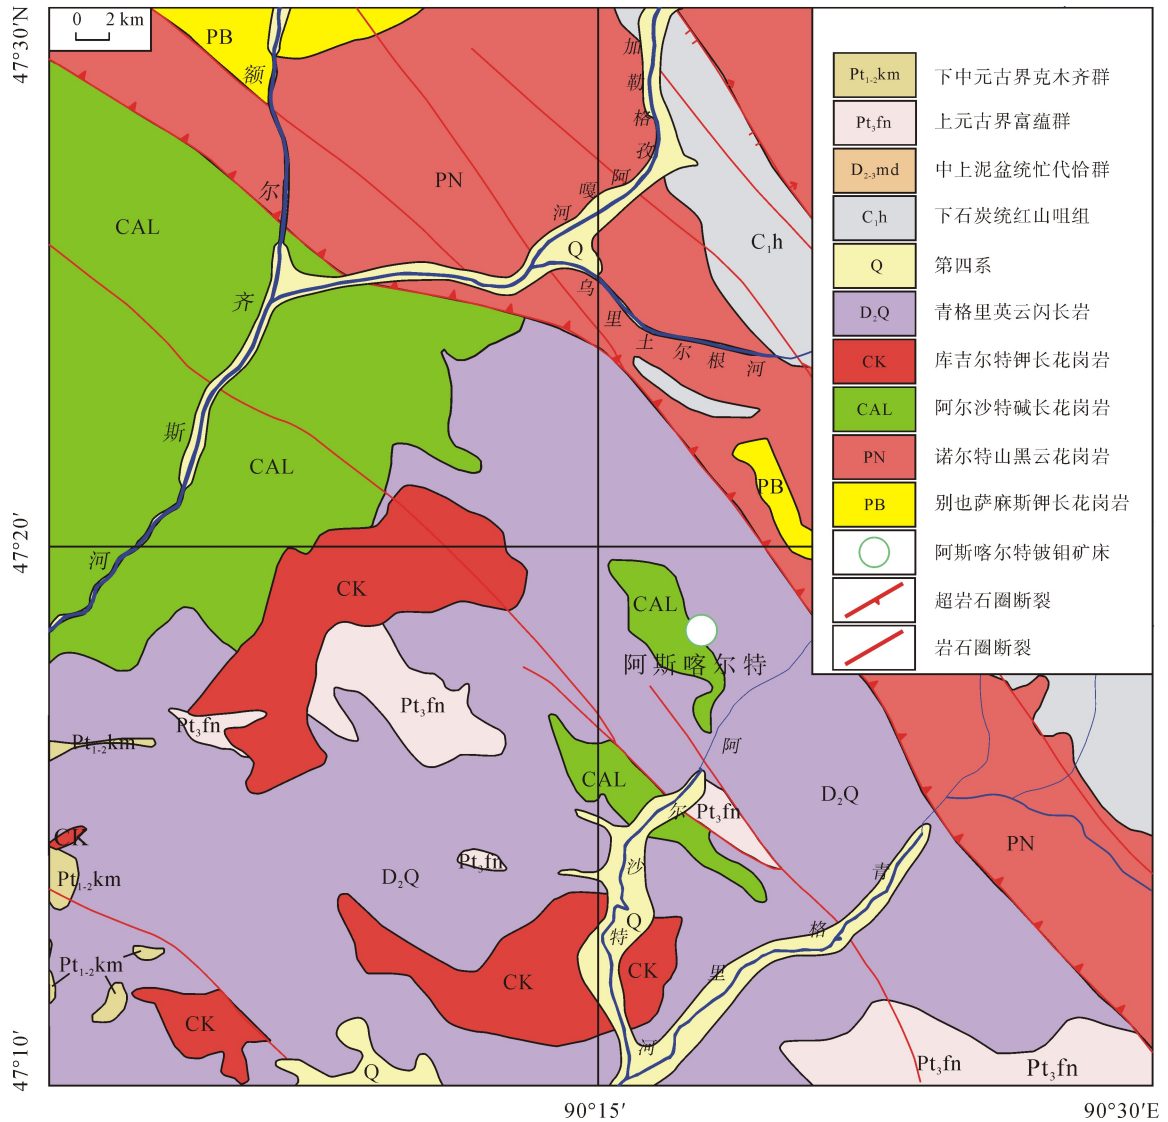 47°30′N
0 2 km
PB
额
尔
齐
斯
河
CAL
CAL
PN
加
勒
格
孜
阿
嘎
河
Q
乌
里
土
尔
根
河
C₁h
PB
47°20′
CK
CAL
阿斯喀尔特
Pt₃fn
Pt₃fn
Pt₁₋₂km
CAL
阿
尔
沙
特
Pt₃fn
D₂Q
CK
Pt₁₋₂km
D₂Q
Pt₃fn
Q
PN
青
格
里
河
Pt₁₋₂km
CK
CK
CK
Q
Pt₃fn
Pt₃fn
47°10′
90°15′
90°30′E
Pt₁₋₂km 下中元古界克木齐群
Pt₃fn 上元古界富蕴群
D₂₋₃md 中上泥盆统忙代恰群
C₁h 下石炭统红山咀组
Q 第四系
D₂Q 青格里英云闪长岩
CK 库吉尔特钾长花岗岩
CAL 阿尔沙特碱长花岗岩
PN 诺尔特山黑云花岗岩
PB 别也萨麻斯钾长花岗岩
阿斯喀尔特铍钼矿床
超岩石圈断裂
岩石圈断裂